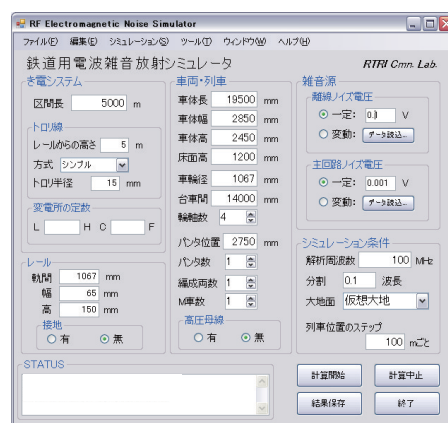 RF Electromagnetic Noise Simulator
ファイル(F) 編集(E) シミュレーション(S) ツール(T) ウィンドウ(W) ヘルプ(H)
鉄道用電波雑音放射シミュレータ
RTRI Cmn. Lab.
き電システム
区間長 5000 m
トロリ線
レールからの高さ 5 m
方式 シンプル
トロリ半径 15 mm
変電所の定数
L H C F
レール
軌間 1067 mm
幅 65 mm
高 150 mm
接地
有 無
車両・列車
車体長 19500 mm
車体幅 2850 mm
車体高 2450 mm
床面高 1200 mm
車輪径 1067 mm
台車間 14000 mm
輪軸数 4
パンタ位置 2750 mm
パンタ数 1
編成両数 1
M車数 1
高圧母線
有 無
雑音源
離線ノイズ電圧
一定: 0.1 V
変動: データ読込...
主回路ノイズ電圧
一定: 0.001 V
変動: データ読込...
シミュレーション条件
解析周波数 100 MHz
分割 0.1 波長
大地面 仮想大地
列車位置のステップ
100 mごと
STATUS
計算開始 計算中止
結果保存 終了